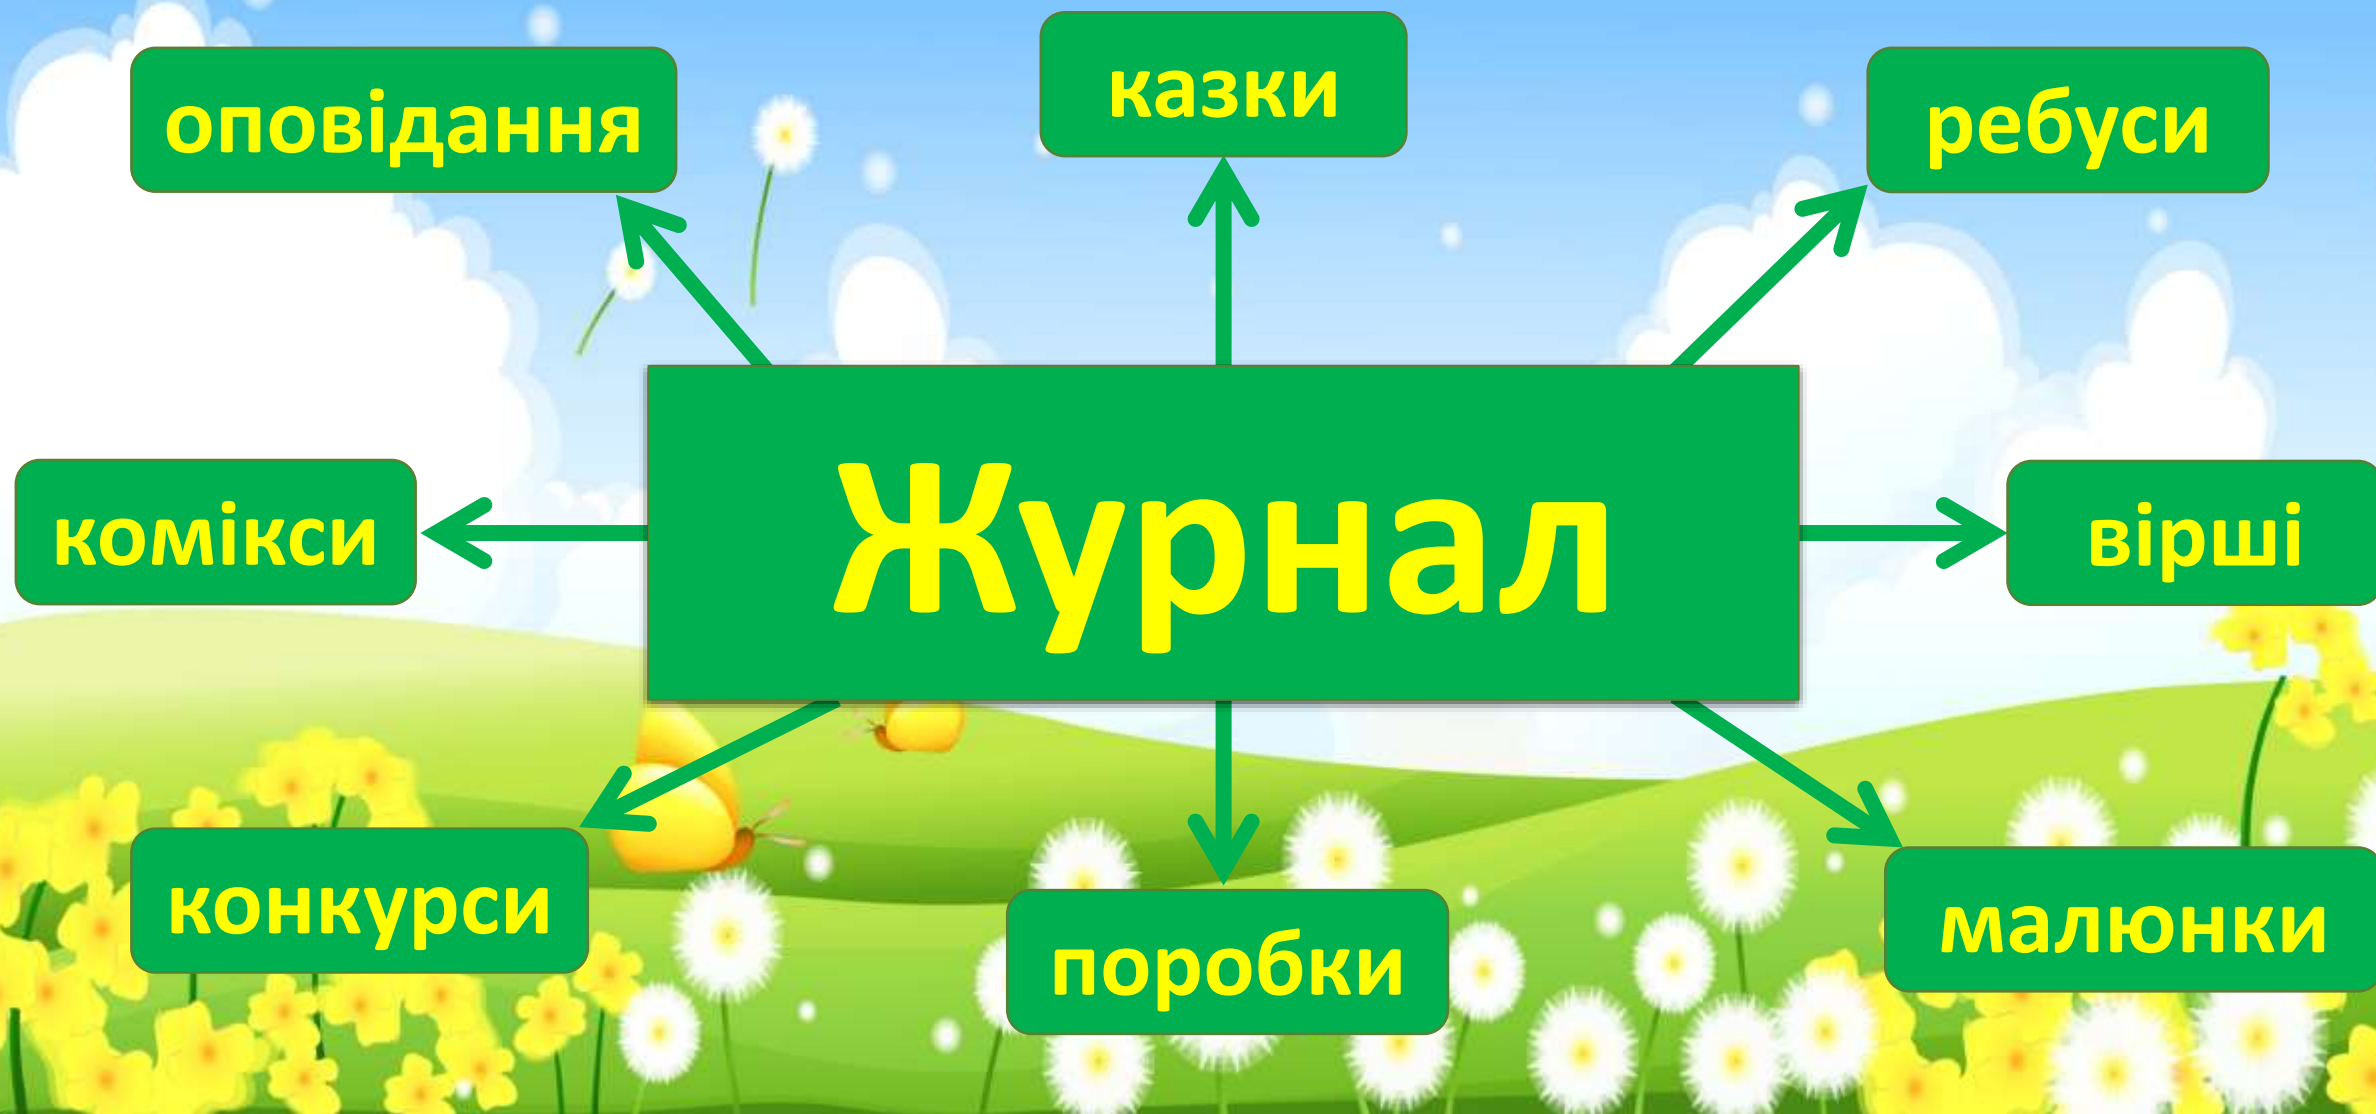 оповідання
казки
ребуси
комікси
Журнал
вірші
конкурси
поробки
малюнки